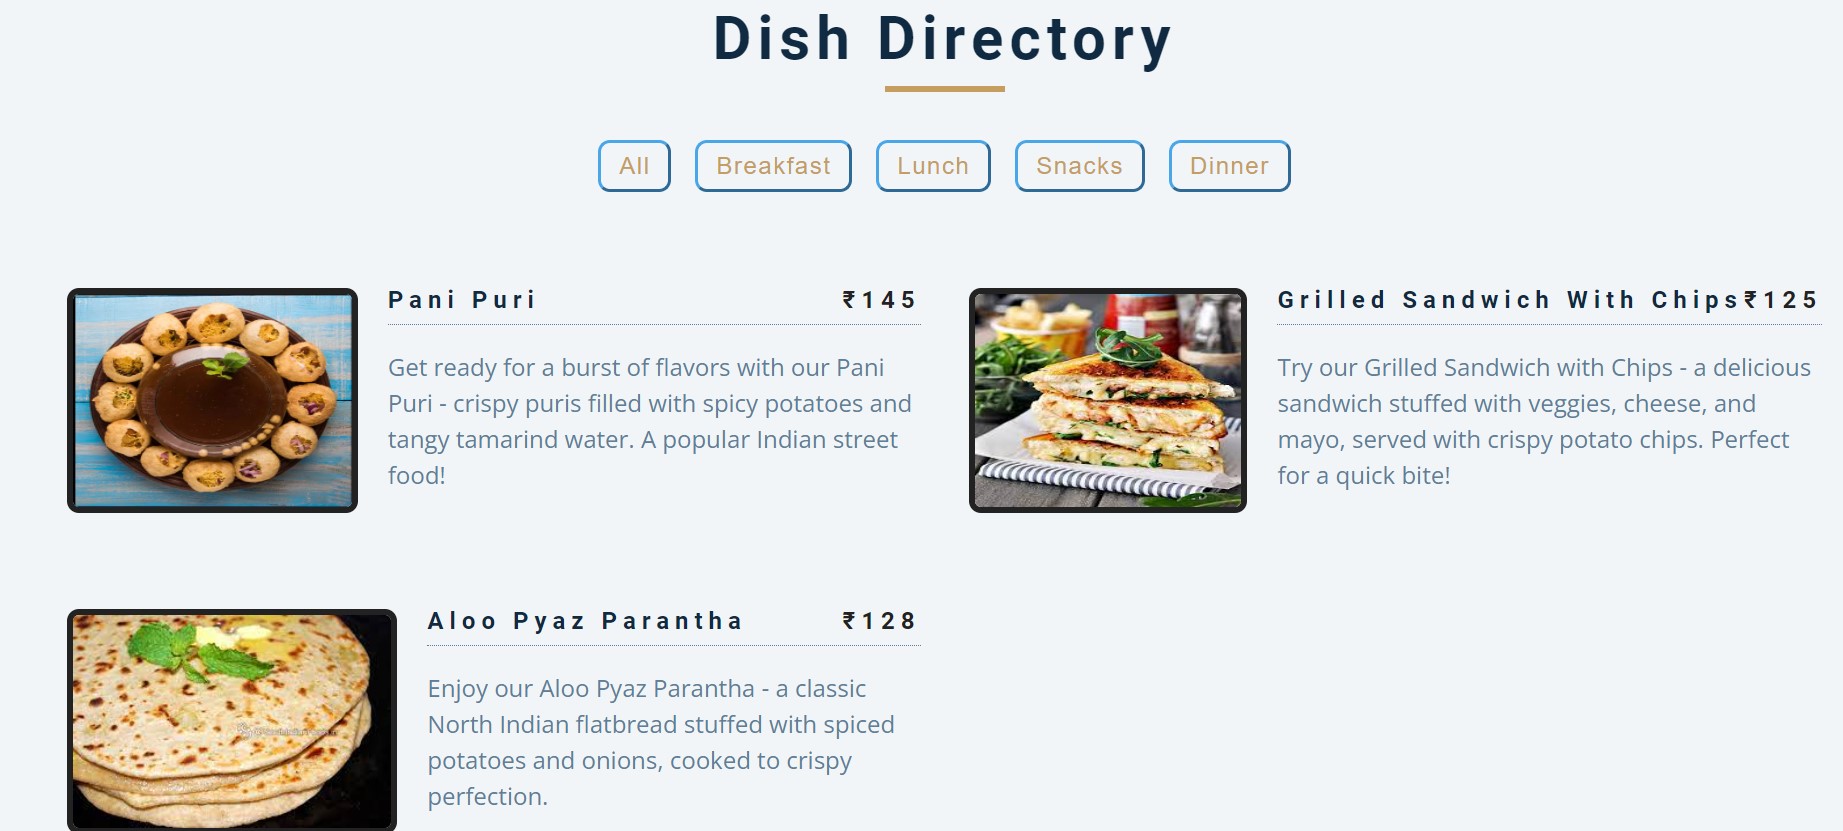 Dish Directory
All Breakfast Lunch Snacks Dinner
Pani Puri ₹145
Get ready for a burst of flavors with our Pani
Puri - crispy puris filled with spicy potatoes and
tangy tamarind water. A popular Indian street
food!
Grilled Sandwich With Chips ₹125
Try our Grilled Sandwich with Chips - a delicious
sandwich stuffed with veggies, cheese, and
mayo, served with crispy potato chips. Perfect
for a quick bite!
Aloo Pyaz Parantha ₹128
Enjoy our Aloo Pyaz Parantha - a classic
North Indian flatbread stuffed with spiced
potatoes and onions, cooked to crispy
perfection.